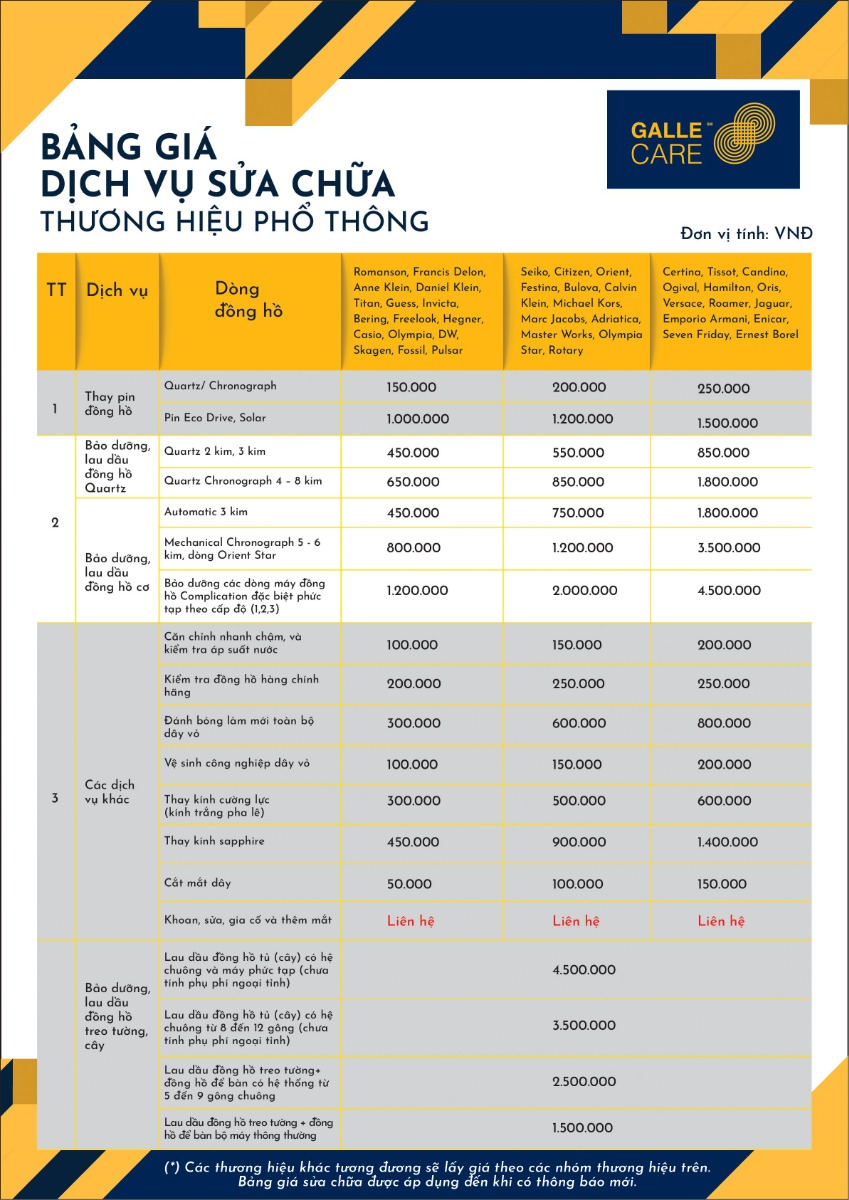 BẢNG GIÁ
DỊCH VỤ SỬA CHỮA
THƯƠNG HIỆU PHỔ THÔNG
GALLE℠
CARE
Đơn vị tính: VNĐ
TT
Dịch vụ
Dòng
đồng hồ
Romanson, Francis Delon,
Anne Klein, Daniel Klein,
Titan, Guess, Invicta,
Bering, Freelook, Hegner,
Casio, Olympia, DW,
Skagen, Fossil, Pulsar
Seiko, Citizen, Orient,
Festina, Bulova, Calvin
Klein, Michael Kors,
Marc Jacobs, Adriatica,
Master Works, Olympia
Star, Rotary
Certina, Tissot, Candino,
Ogival, Hamilton, Oris,
Versace, Roamer, Jaguar,
Emporio Armani, Enicar,
Seven Friday, Ernest Borel
1
Thay pin
đồng hồ
Quartz/ Chronograph
150.000
200.000
250.000
Pin Eco Drive, Solar
1.000.000
1.200.000
1.500.000
2
Bảo dưỡng,
lau dầu
đồng hồ
Quartz
Quartz 2 kim, 3 kim
450.000
550.000
850.000
Quartz Chronograph 4 – 8 kim
650.000
850.000
1.800.000
Bảo dưỡng,
lau dầu
đồng hồ cơ
Automatic 3 kim
450.000
750.000
1.800.000
Mechanical Chronograph 5 - 6
kim, dòng Orient Star
800.000
1.200.000
3.500.000
Bảo dưỡng các dòng máy đồng
hồ Complication đặc biệt phức
tạp theo cấp độ (1,2,3)
1.200.000
2.000.000
4.500.000
3
Các dịch
vụ khác
Căn chỉnh nhanh chậm, và
kiểm tra áp suất nước
100.000
150.000
200.000
Kiểm tra đồng hồ hàng chính
hãng
200.000
250.000
250.000
Đánh bóng làm mới toàn bộ
dây vỏ
300.000
600.000
800.000
Vệ sinh công nghiệp dây vỏ
100.000
150.000
200.000
Thay kính cường lực
(kính trắng pha lê)
300.000
500.000
600.000
Thay kính sapphire
450.000
900.000
1.400.000
Cắt mắt dây
50.000
100.000
150.000
Khoan, sửa, gia cố và thêm mắt
Liên hệ
Liên hệ
Liên hệ
Bảo dưỡng,
lau dầu
đồng hồ
treo tường,
cây
Lau dầu đồng hồ tủ (cây) có hệ
chuông và máy phức tạp (chưa
tính phụ phí ngoại tỉnh)
4.500.000
Lau dầu đồng hồ tủ (cây) có hệ
chuông từ 8 đến 12 gông (chưa
tính phụ phí ngoại tỉnh)
3.500.000
Lau dầu đồng hồ treo tường+
đồng hồ để bàn có hệ thống từ
5 đến 9 gông chuông
2.500.000
Lau dầu đồng hồ treo tường + đồng
hồ để bàn bộ máy thông thường
1.500.000
(*) Các thương hiệu khác tương đương sẽ lấy giá theo các nhóm thương hiệu trên.
Bảng giá sửa chữa được áp dụng đến khi có thông báo mới.